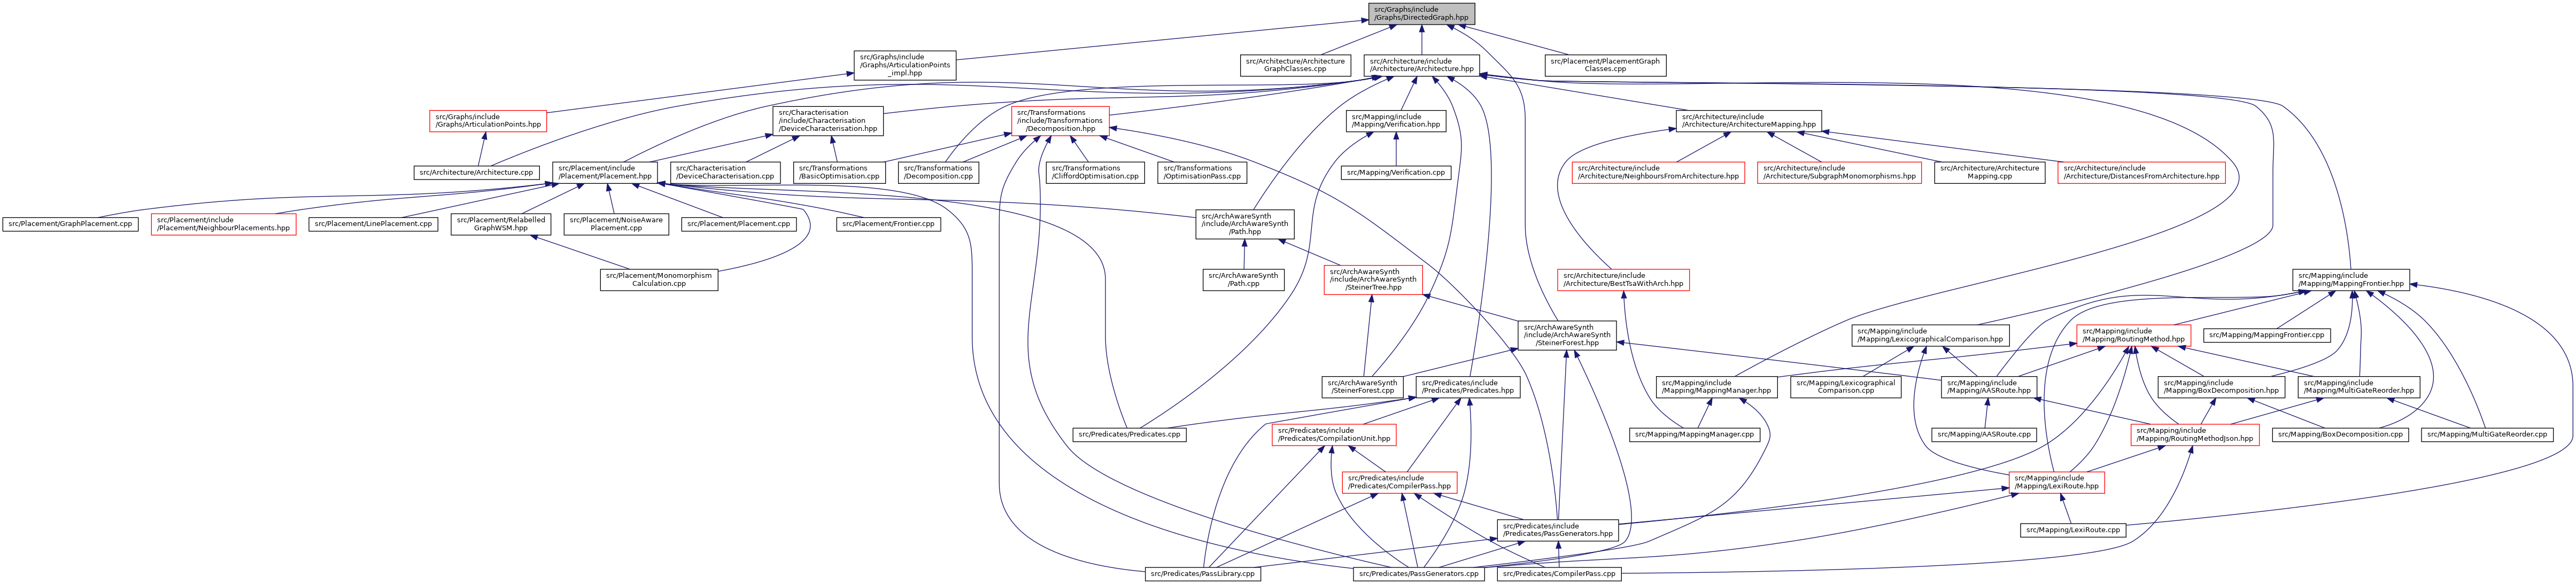 src/Graphs/include
/Graphs/DirectedGraph.hpp
src/Graphs/include
/Graphs/ArticulationPoints
_impl.hpp
src/Architecture/Architecture
GraphClasses.cpp
src/Architecture/include
/Architecture/Architecture.hpp
src/Placement/PlacementGraph
Classes.cpp
src/Graphs/include
/Graphs/ArticulationPoints.hpp
src/Characterisation
/include/Characterisation
/DeviceCharacterisation.hpp
src/Transformations
/include/Transformations
/Decomposition.hpp
src/Mapping/include
/Mapping/Verification.hpp
src/Architecture/include
/Architecture/ArchitectureMapping.hpp
src/Architecture/Architecture.cpp
src/Placement/include
/Placement/Placement.hpp
src/Characterisation
/DeviceCharacterisation.cpp
src/Transformations
/BasicOptimisation.cpp
src/Transformations
/Decomposition.cpp
src/Transformations
/CliffordOptimisation.cpp
src/Transformations
/OptimisationPass.cpp
src/Mapping/Verification.cpp
src/Architecture/include
/Architecture/NeighboursFromArchitecture.hpp
src/Architecture/include
/Architecture/SubgraphMonomorphisms.hpp
src/Architecture/Architecture
Mapping.cpp
src/Architecture/include
/Architecture/DistancesFromArchitecture.hpp
src/Placement/GraphPlacement.cpp
src/Placement/include
/Placement/NeighbourPlacements.hpp
src/Placement/LinePlacement.cpp
src/Placement/Relabelled
GraphWSM.hpp
src/Placement/NoiseAware
Placement.cpp
src/Placement/Placement.cpp
src/Placement/Frontier.cpp
src/ArchAwareSynth
/include/ArchAwareSynth
/Path.hpp
src/Placement/Monomorphism
Calculation.cpp
src/ArchAwareSynth
/Path.cpp
src/ArchAwareSynth
/include/ArchAwareSynth
/SteinerTree.hpp
src/Architecture/include
/Architecture/BestTsaWithArch.hpp
src/Mapping/include
/Mapping/MappingFrontier.hpp
src/ArchAwareSynth
/include/ArchAwareSynth
/SteinerForest.hpp
src/Mapping/include
/Mapping/LexicographicalComparison.hpp
src/Mapping/include
/Mapping/RoutingMethod.hpp
src/Mapping/MappingFrontier.cpp
src/ArchAwareSynth
/SteinerForest.cpp
src/Predicates/include
/Predicates/Predicates.hpp
src/Mapping/include
/Mapping/MappingManager.hpp
src/Mapping/Lexicographical
Comparison.cpp
src/Mapping/include
/Mapping/AASRoute.hpp
src/Mapping/include
/Mapping/BoxDecomposition.hpp
src/Mapping/include
/Mapping/MultiGateReorder.hpp
src/Predicates/Predicates.cpp
src/Predicates/include
/Predicates/CompilationUnit.hpp
src/Mapping/MappingManager.cpp
src/Mapping/AASRoute.cpp
src/Mapping/include
/Mapping/RoutingMethodJson.hpp
src/Mapping/BoxDecomposition.cpp
src/Mapping/MultiGateReorder.cpp
src/Predicates/include
/Predicates/CompilerPass.hpp
src/Mapping/include
/Mapping/LexiRoute.hpp
src/Predicates/include
/Predicates/PassGenerators.hpp
src/Mapping/LexiRoute.cpp
src/Predicates/PassLibrary.cpp
src/Predicates/PassGenerators.cpp
src/Predicates/CompilerPass.cpp